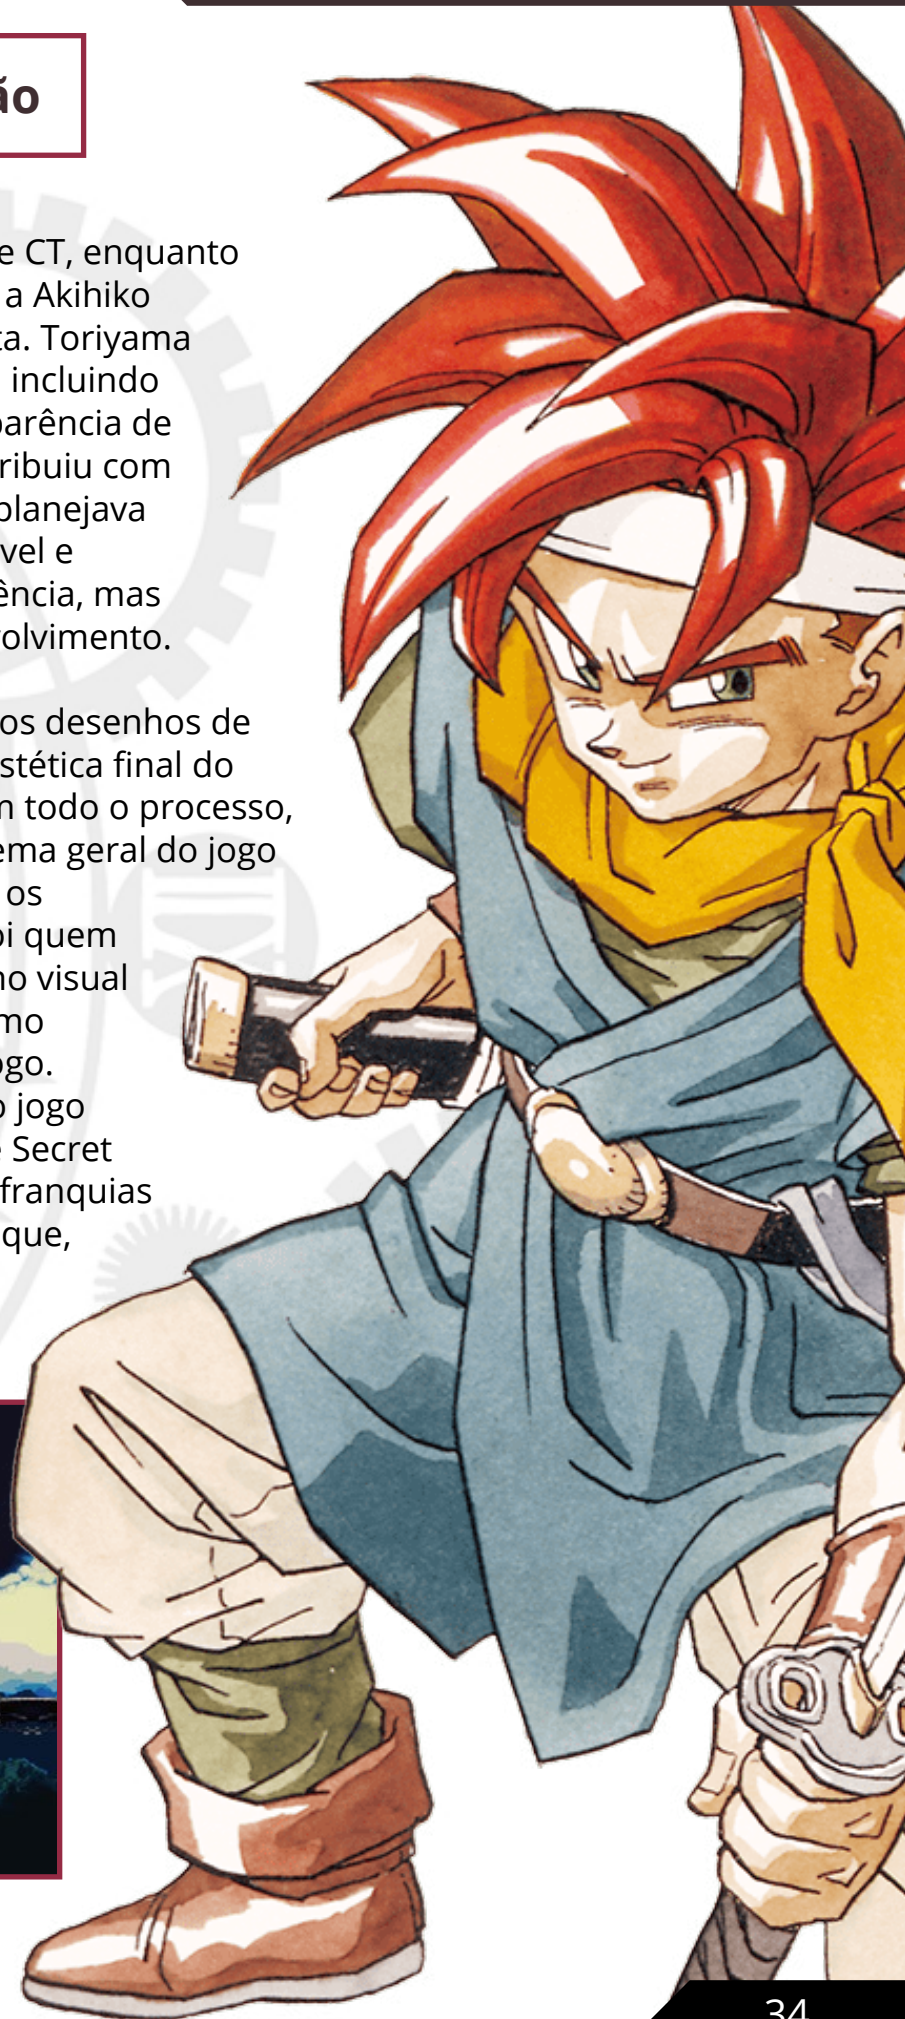 ão
e CT, enquanto
a Akihiko
ta. Toriyama
incluindo
parência de
ribuiu com
planejava
vel e
ência, mas
volvimento.
os desenhos de
stética final do
m todo o processo,
ema geral do jogo
os
oi quem
no visual
mo
ogo.
o jogo
e Secret
franquias
que,
34